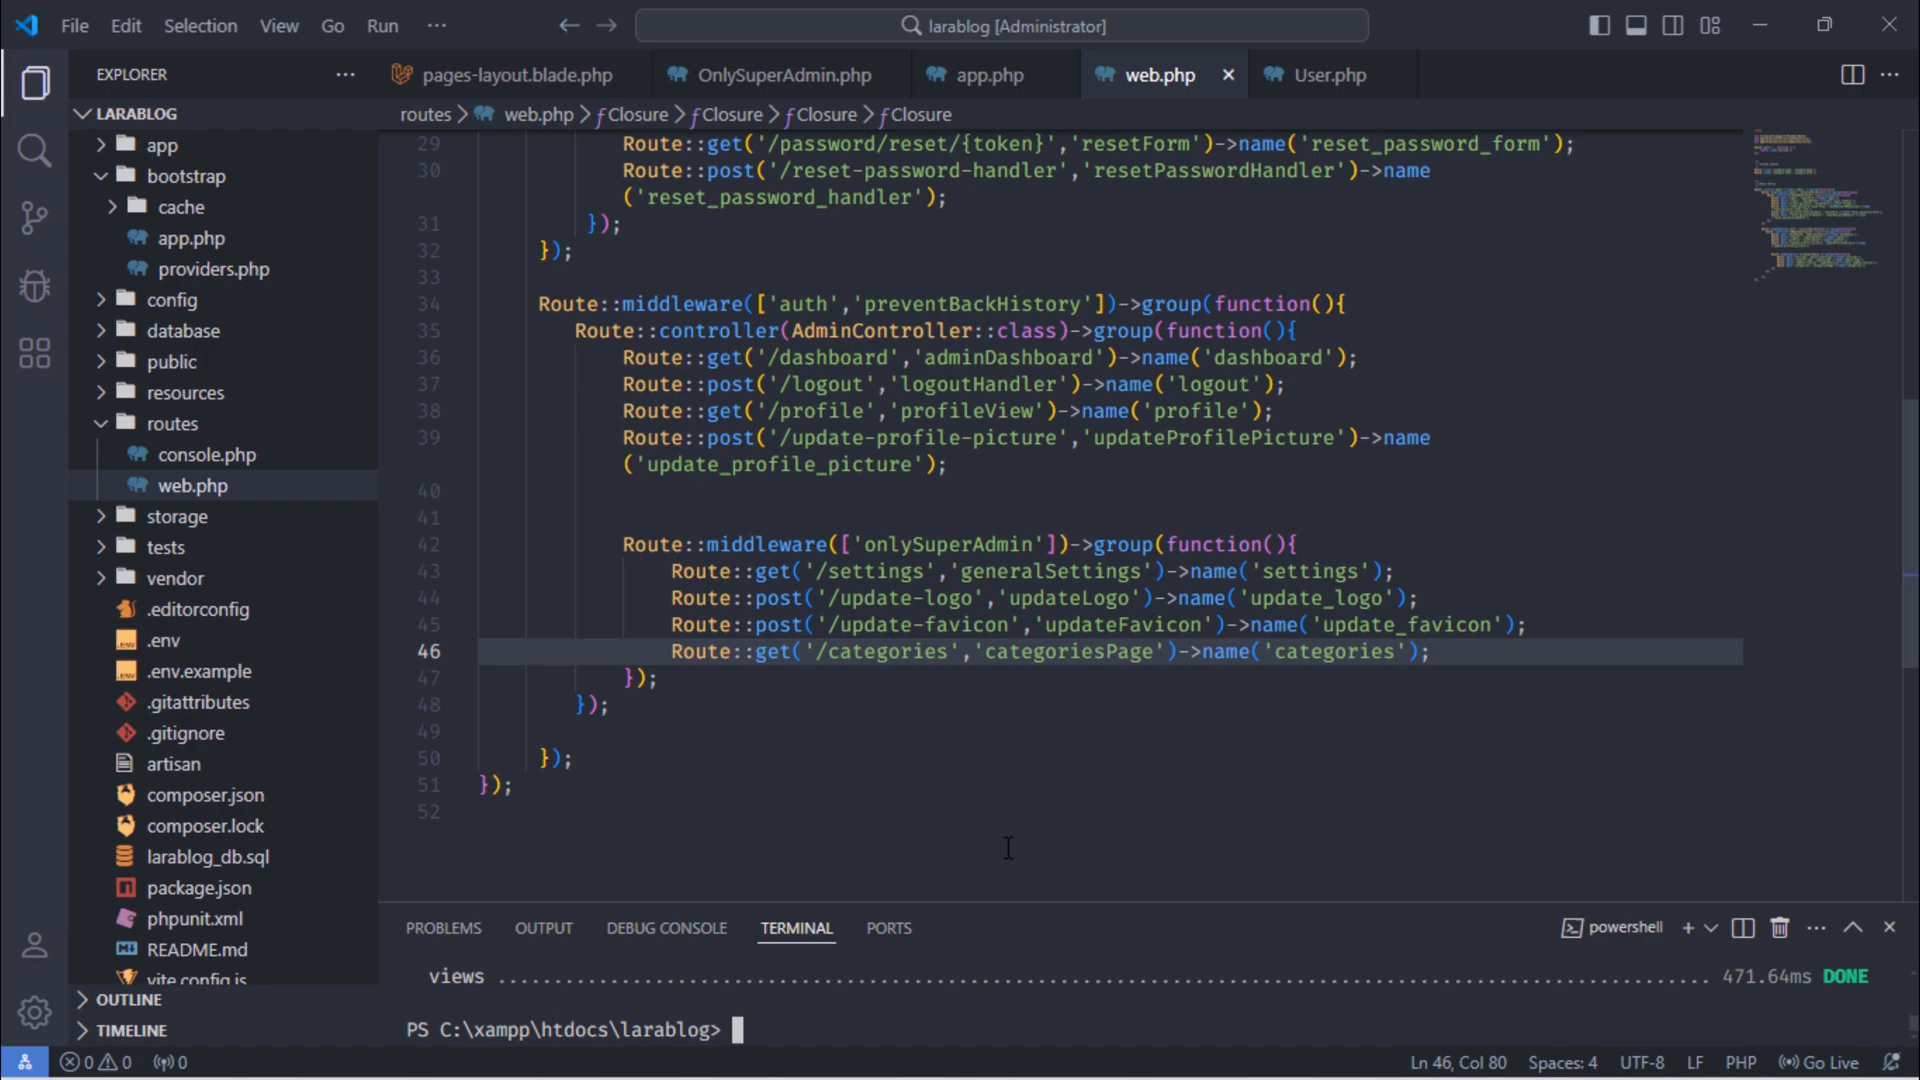 File Edit Selection View Go Run ··· larablog [Administrator]
EXPLORER ···
LARABLOG
app
bootstrap
cache
app.php
providers.php
config
database
public
resources
routes
console.php
web.php
storage
tests
vendor
.editorconfig
.env
.env.example
.gitattributes
.gitignore
artisan
composer.json
composer.lock
larablog_db.sql
package.json
phpunit.xml
README.md
vite.config.js
OUTLINE
TIMELINE
pages-layout.blade.php OnlySuperAdmin.php app.php web.php User.php
routes > web.php > Closure > Closure > Closure > Closure
29 Route::get('/password/reset/{token}','resetForm')->name('reset_password_form');
30 Route::post('/reset-password-handler','resetPasswordHandler')->name
('reset_password_handler');
31 });
32 });
33
34 Route::middleware(['auth','preventBackHistory'])->group(function(){
35 Route::controller(AdminController::class)->group(function(){
36 Route::get('/dashboard','adminDashboard')->name('dashboard');
37 Route::post('/logout','logoutHandler')->name('logout');
38 Route::get('/profile','profileView')->name('profile');
39 Route::post('/update-profile-picture','updateProfilePicture')->name
('update_profile_picture');
40
41
42 Route::middleware(['onlySuperAdmin'])->group(function(){
43 Route::get('/settings','generalSettings')->name('settings');
44 Route::post('/update-logo','updateLogo')->name('update_logo');
45 Route::post('/update-favicon','updateFavicon')->name('update_favicon');
46 Route::get('/categories','categoriesPage')->name('categories');
47 });
48 });
49
50 });
51 });
52
PROBLEMS OUTPUT DEBUG CONSOLE TERMINAL PORTS powershell
views ........ 471.64ms DONE
PS C:\xampp\htdocs\larablog>
0 0 0 Ln 46, Col 80 Spaces: 4 UTF-8 LF PHP Go Live